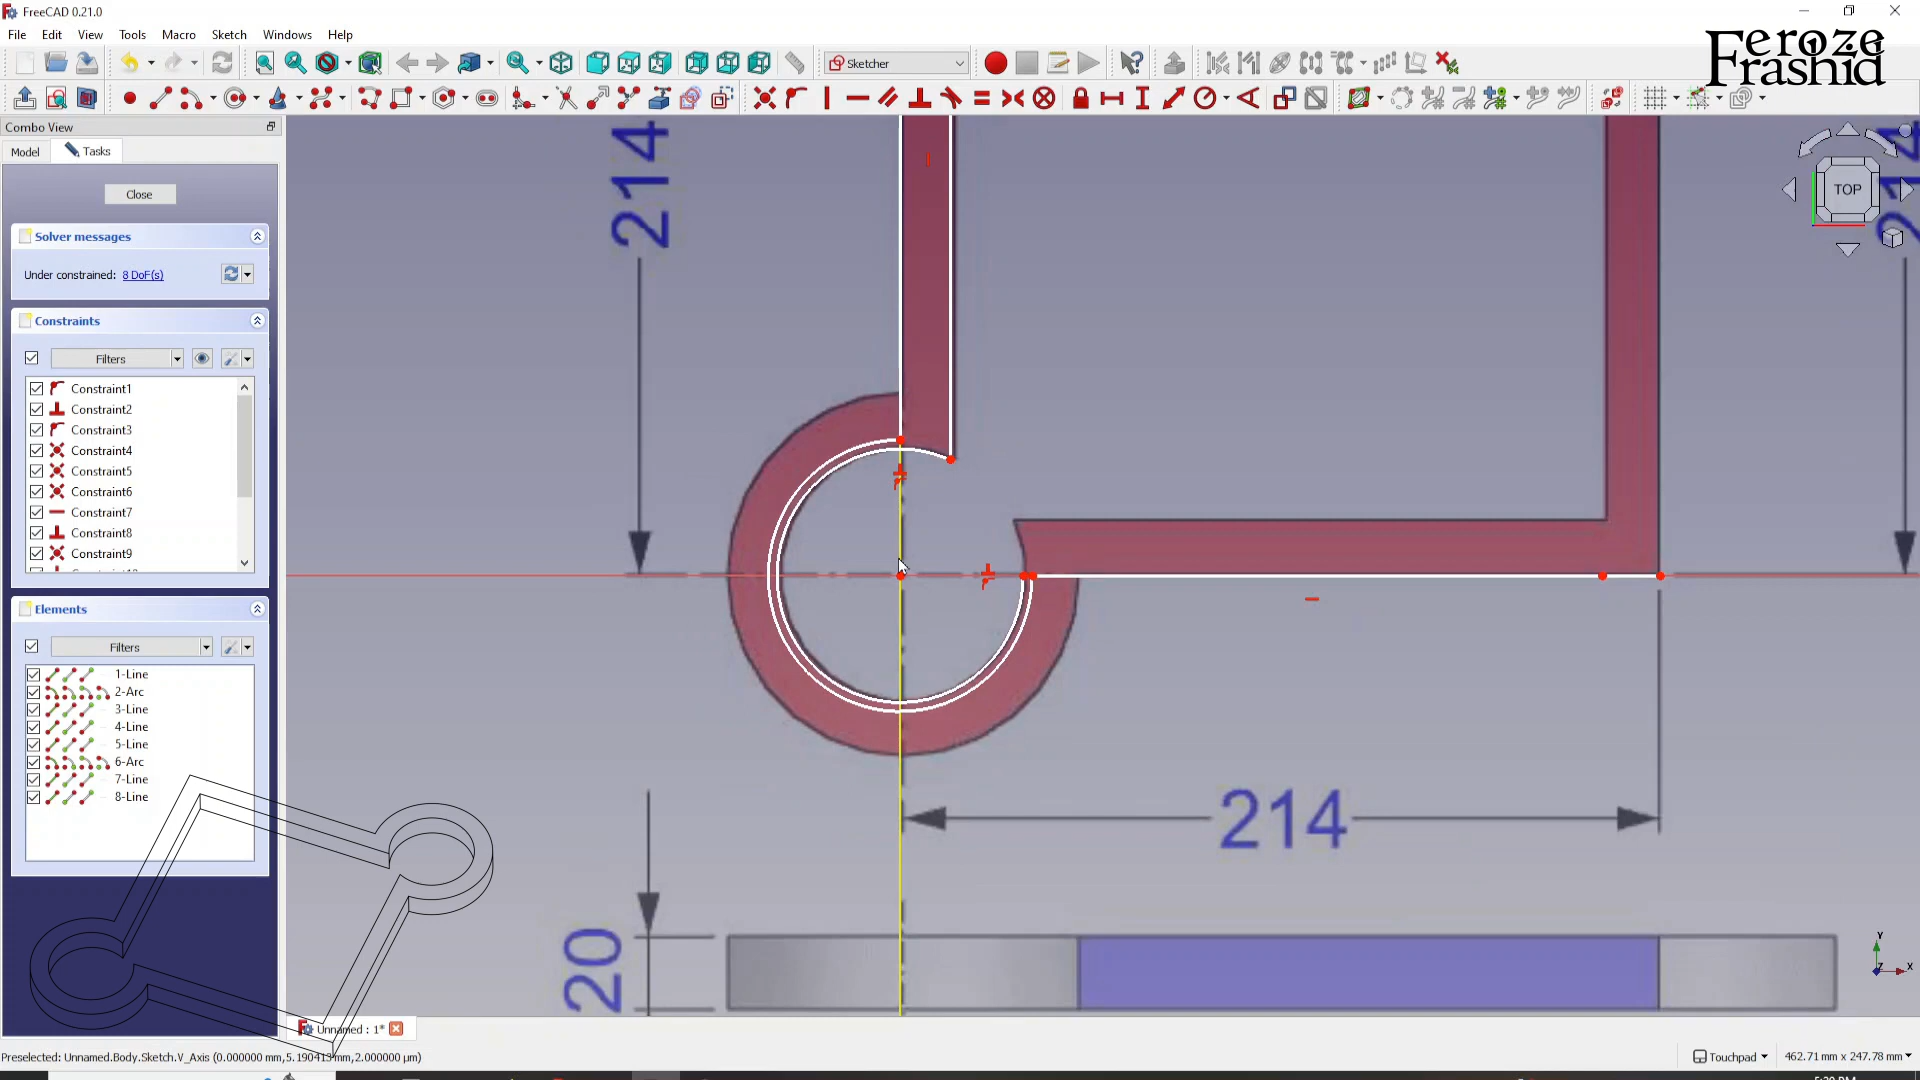 FreeCAD 0.21.0
File Edit View Tools Macro Sketch Windows Help
Feroze
Frashid
Sketcher
Combo View
Model Tasks
Close
Solver messages
Under constrained: 8 DoF(s)
Constraints
Filters
Constraint1
Constraint2
Constraint3
Constraint4
Constraint5
Constraint6
Constraint7
Constraint8
Constraint9
Elements
Filters
1-Line
2-Arc
3-Line
4-Line
5-Line
6-Arc
7-Line
8-Line
214
214
TOP
214
20
Y
Z X
Unnamed : 1*
Preselected: Unnamed.Body.Sketch.V_Axis (0.000000 mm,5.190413 mm,2.000000 µm)
Touchpad
462.71 mm x 247.78 mm